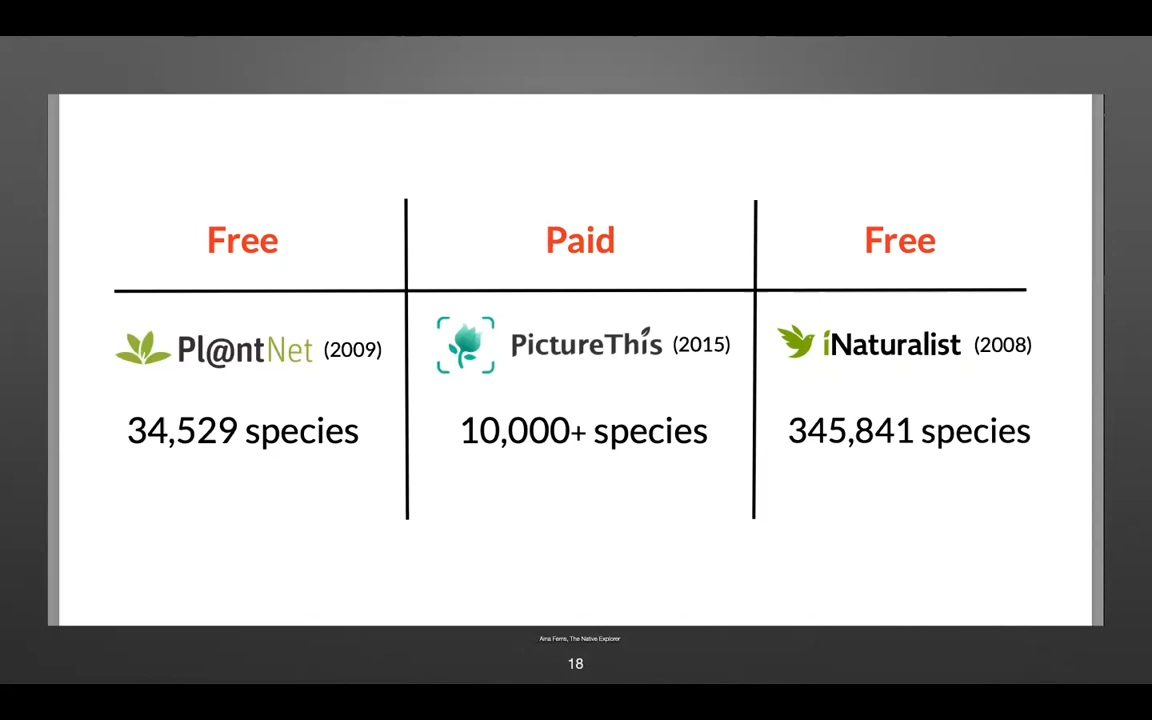 Free Paid Free
Pl@ntNet (2009) PictureThis (2015) iNaturalist (2008)
34,529 species 10,000+ species 345,841 species
Aina Ferris, The Native Explorer
18